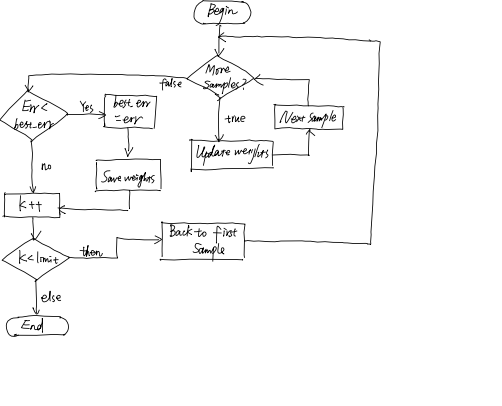 Begin
More
Samples?
false
true
Next Sample
Update weights
Err <
best_err
Yes
best_err
= err
Save weights
no
K++
K < limit
then
Back to first
Sample
else
End